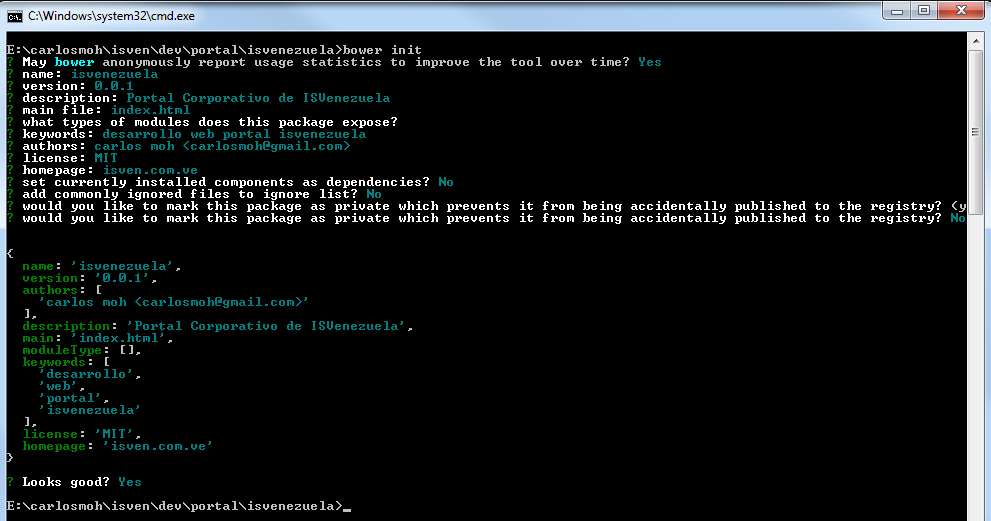 C:\Windows\system32\cmd.exe
E:\carlosmoh\isven\dev\portal\isvenezuela>bower init
? May bower anonymously report usage statistics to improve the tool over time? Yes
? name: isvenezuela
? version: 0.0.1
? description: Portal Corporativo de ISVenezuela
? main file: index.html
? what types of modules does this package expose?
? keywords: desarrollo web portal isvenezuela
? authors: carlos moh <carlosmoh@gmail.com>
? license: MIT
? homepage: isven.com.ve
? set currently installed components as dependencies? No
? add commonly ignored files to ignore list? No
? would you like to mark this package as private which prevents it from being accidentally published to the registry? (y
? would you like to mark this package as private which prevents it from being accidentally published to the registry? No
{
name: 'isvenezuela',
version: '0.0.1',
authors: [
'carlos moh <carlosmoh@gmail.com>'
],
description: 'Portal Corporativo de ISVenezuela',
main: 'index.html',
moduleType: [],
keywords: [
'desarrollo',
'web',
'portal',
'isvenezuela'
],
license: 'MIT',
homepage: 'isven.com.ve'
}
? Looks good? Yes
E:\carlosmoh\isven\dev\portal\isvenezuela>_